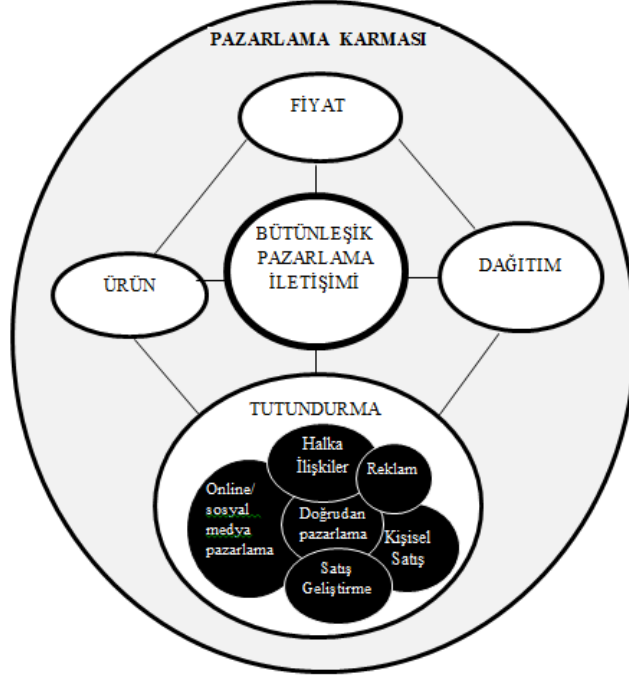 PAZARLAMA KARMASI
FİYAT
BÜTÜNLEŞİK
PAZARLAMA
İLETİŞİMİ
ÜRÜN
DAĞITIM
TUTUNDURMA
Halka
İlişkiler
Reklam
Online/
sosyal
medya
pazarlama
Doğrudan
pazarlama
Kişisel
Satış
Satış
Geliştirme